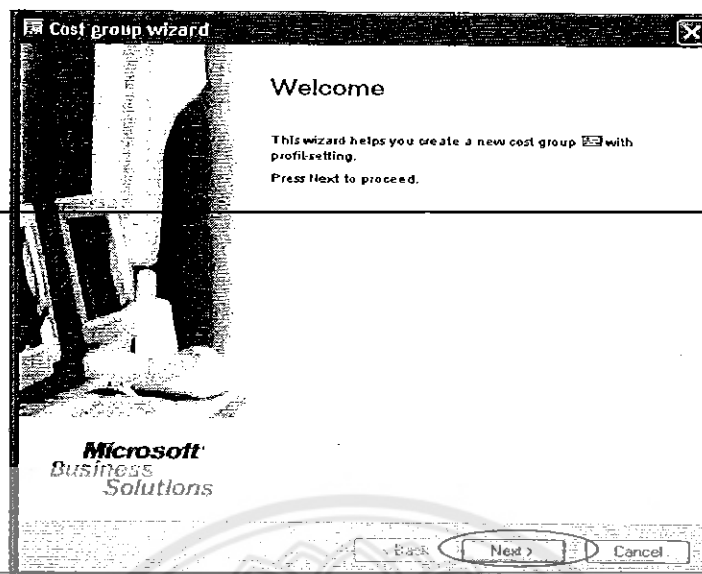 Cost group wizard
Welcome
This wizard helps you create a new cost group with
profit-setting.
Press Next to proceed.
Microsoft
Business
Solutions
< Back Next > Cancel